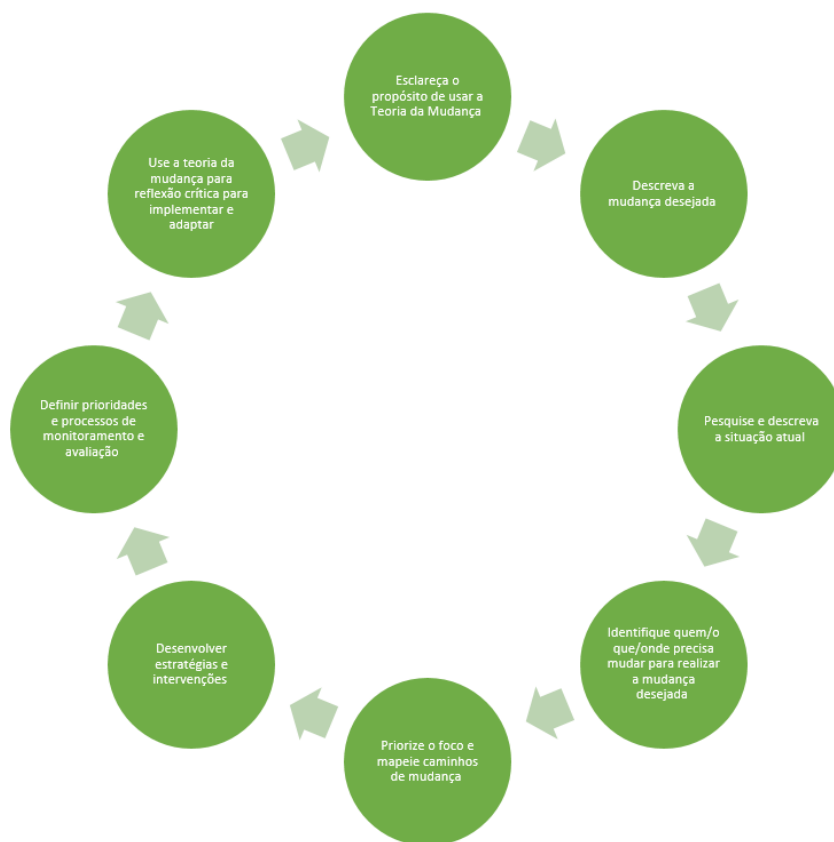 Esclareça o
propósito de usar a
Teoria da Mudança
Descreva a
mudança desejada
Pesquise e descreva
a situação atual
Identifique quem/o
que/onde precisa
mudar para realizar
a mudança
desejada
Priorize o foco e
mapeie caminhos
de mudança
Desenvolver
estratégias e
intervenções
Definir prioridades
e processos de
monitoramento e
avaliação
Use a teoria da
mudança para
reflexão crítica para
implementar e
adaptar